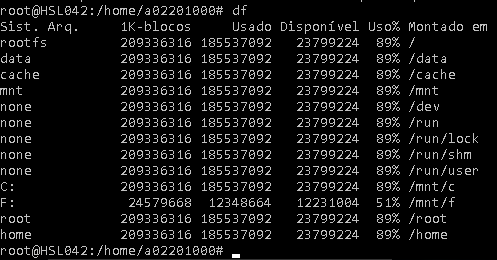 root@HSL042:/home/a02201000# df
Sist. Arq. 1K-blocos Usado Disponível Uso% Montado em
rootfs 209336316 185537092 23799224 89% /
data 209336316 185537092 23799224 89% /data
cache 209336316 185537092 23799224 89% /cache
mnt 209336316 185537092 23799224 89% /mnt
none 209336316 185537092 23799224 89% /dev
none 209336316 185537092 23799224 89% /run
none 209336316 185537092 23799224 89% /run/lock
none 209336316 185537092 23799224 89% /run/shm
none 209336316 185537092 23799224 89% /run/user
C: 209336316 185537092 23799224 89% /mnt/c
F: 24579668 12348664 12231004 51% /mnt/f
root 209336316 185537092 23799224 89% /root
home 209336316 185537092 23799224 89% /home
root@HSL042:/home/a02201000#